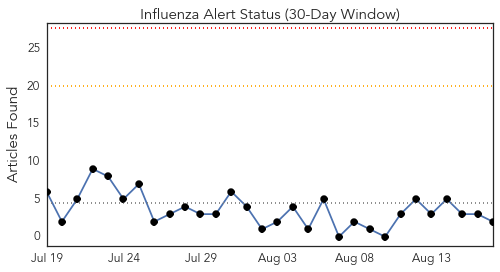 Influenza Alert Status (30-Day Window)
Articles Found
25
20
15
10
5
0
Jul 19 Jul 24 Jul 29 Aug 03 Aug 08 Aug 13